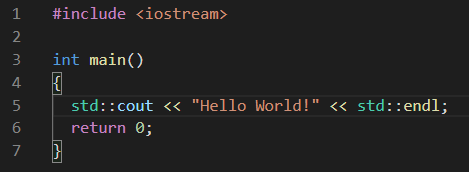 1 #include <iostream>
2
3 int main()
4 {
5 std::cout << "Hello World!" << std::endl;
6 return 0;
7 }